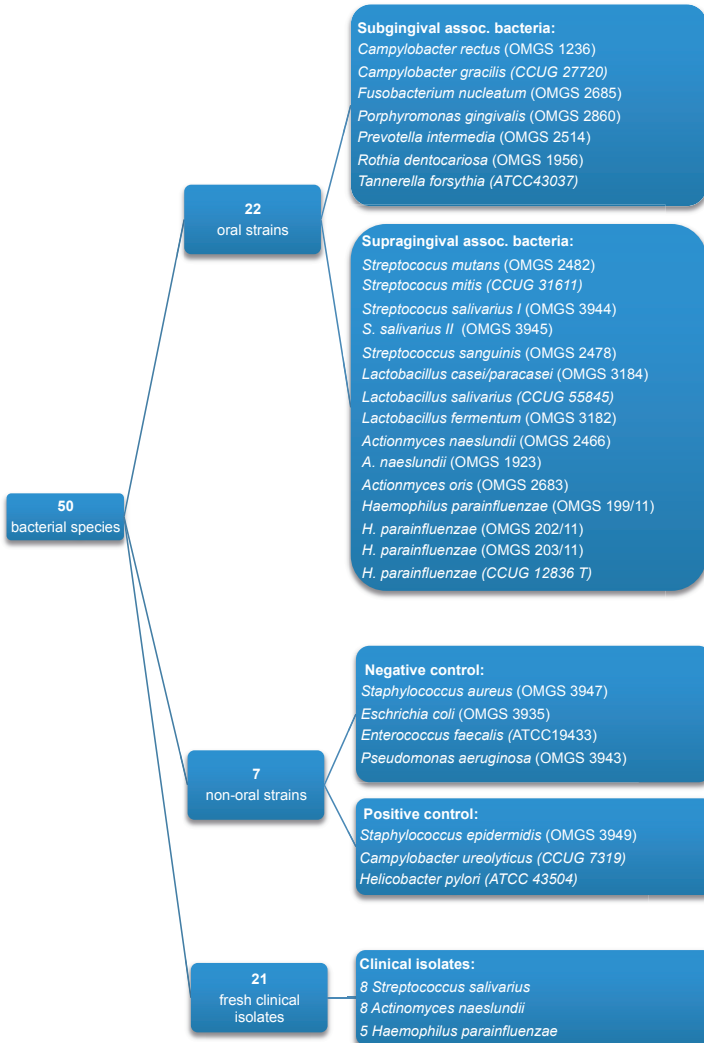 Subgingival assoc. bacteria:
Campylobacter rectus (OMGS 1236)
Campylobacter gracilis (CCUG 27720)
Fusobacterium nucleatum (OMGS 2685)
Porphyromonas gingivalis (OMGS 2860)
Prevotella intermedia (OMGS 2514)
Rothia dentocariosa (OMGS 1956)
Tannerella forsythia (ATCC43037)
22
oral strains
Supragingival assoc. bacteria:
Streptococus mutans (OMGS 2482)
Streptococus mitis (CCUG 31611)
Streptococus salivarius I (OMGS 3944)
S. salivarius II (OMGS 3945)
Streptococcus sanguinis (OMGS 2478)
Lactobacillus casei/paracasei (OMGS 3184)
Lactobacillus salivarius (CCUG 55845)
Lactobacillus fermentum (OMGS 3182)
Actionmyces naeslundii (OMGS 2466)
A. naeslundii (OMGS 1923)
Actionmyces oris (OMGS 2683)
Haemophilus parainfluenzae (OMGS 199/11)
H. parainfluenzae (OMGS 202/11)
H. parainfluenzae (OMGS 203/11)
H. parainfluenzae (CCUG 12836 T)
50
bacterial species
Negative control:
Staphylococcus aureus (OMGS 3947)
Eschrichia coli (OMGS 3935)
Enterococcus faecalis (ATCC19433)
Pseudomonas aeruginosa (OMGS 3943)
7
non-oral strains
Positive control:
Staphylococcus epidermidis (OMGS 3949)
Campylobacter ureolyticus (CCUG 7319)
Helicobacter pylori (ATCC 43504)
21
fresh clinical
isolates
Clinical isolates:
8 Streptococcus salivarius
8 Actinomyces naeslundii
5 Haemophilus parainfluenzae